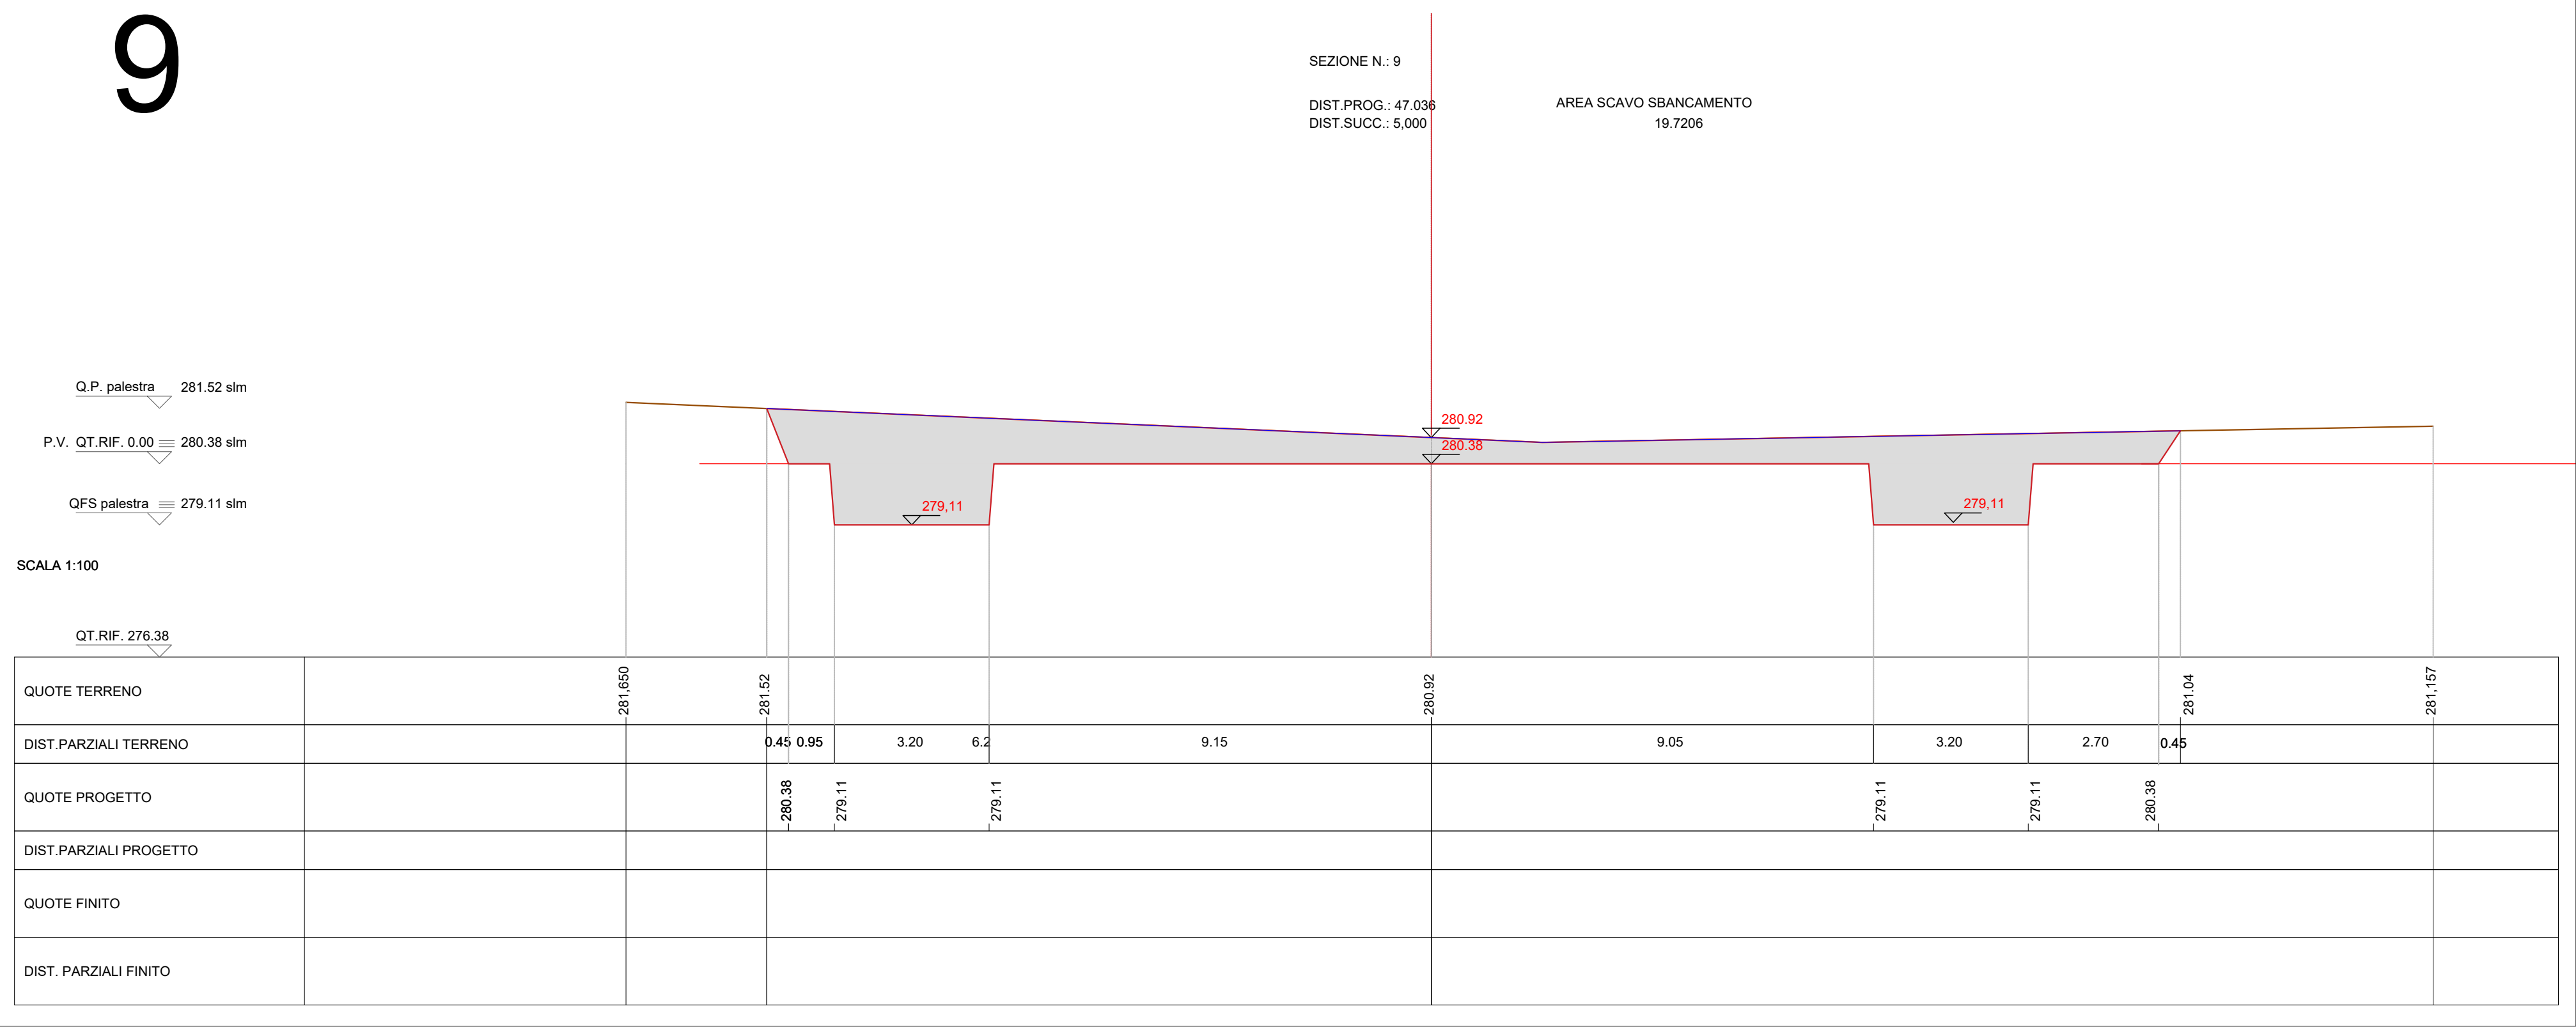 9
SEZIONE N.: 9
DIST.PROG.: 47.036
DIST.SUCC.: 5,000
AREA SCAVO SBANCAMENTO
19.7206
Q.P. palestra 281.52 slm
P.V. QT.RIF. 0.00 280.38 slm
QFS palestra 279.11 slm
280.92
280.38
279,11
279,11
SCALA 1:100
QT.RIF. 276.38
QUOTE TERRENO 281,650 281.52 280.92 281.04 281,157
DIST.PARZIALI TERRENO 0.45 0.95 3.20 6.2 9.15 9.05 3.20 2.70 0.45
QUOTE PROGETTO 280.38 279.11 279.11 279.11 279.11 280.38
DIST.PARZIALI PROGETTO
QUOTE FINITO
DIST. PARZIALI FINITO